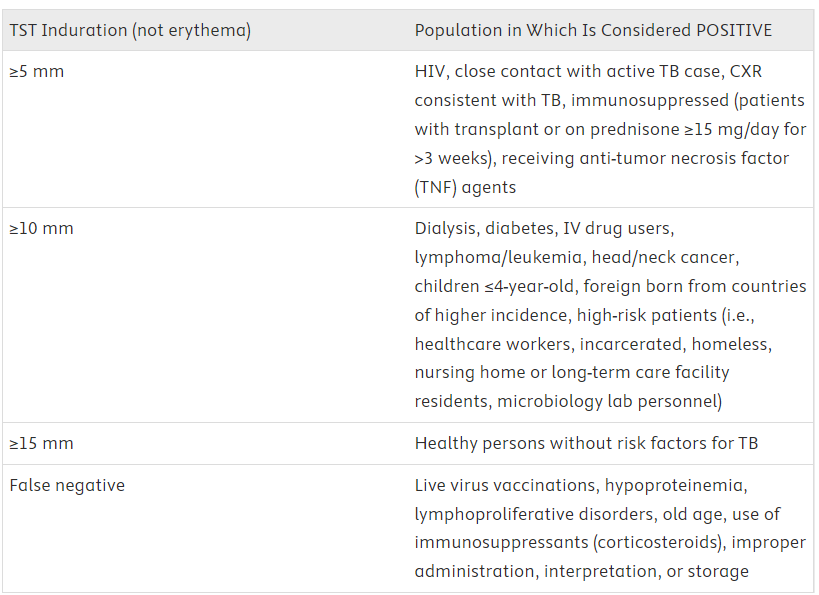 TST Induration (not erythema)
Population in Which Is Considered POSITIVE
≥5 mm
HIV, close contact with active TB case, CXR
consistent with TB, immunosuppressed (patients
with transplant or on prednisone ≥15 mg/day for
>3 weeks), receiving anti-tumor necrosis factor
(TNF) agents
≥10 mm
Dialysis, diabetes, IV drug users,
lymphoma/leukemia, head/neck cancer,
children ≤4-year-old, foreign born from countries
of higher incidence, high-risk patients (i.e.,
healthcare workers, incarcerated, homeless,
nursing home or long-term care facility
residents, microbiology lab personnel)
≥15 mm
Healthy persons without risk factors for TB
False negative
Live virus vaccinations, hypoproteinemia,
lymphoproliferative disorders, old age, use of
immunosuppressants (corticosteroids), improper
administration, interpretation, or storage